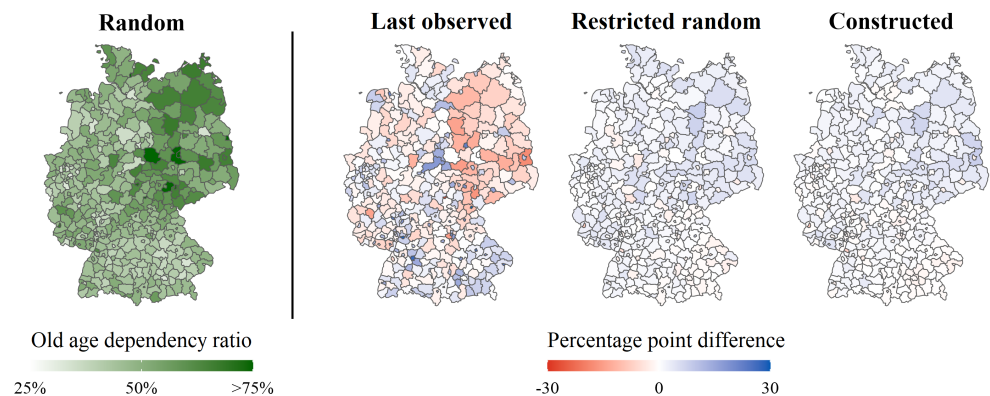 Random
Last observed
Restricted random
Constructed
Old age dependency ratio
25%
50%
>75%
Percentage point difference
-30
0
30